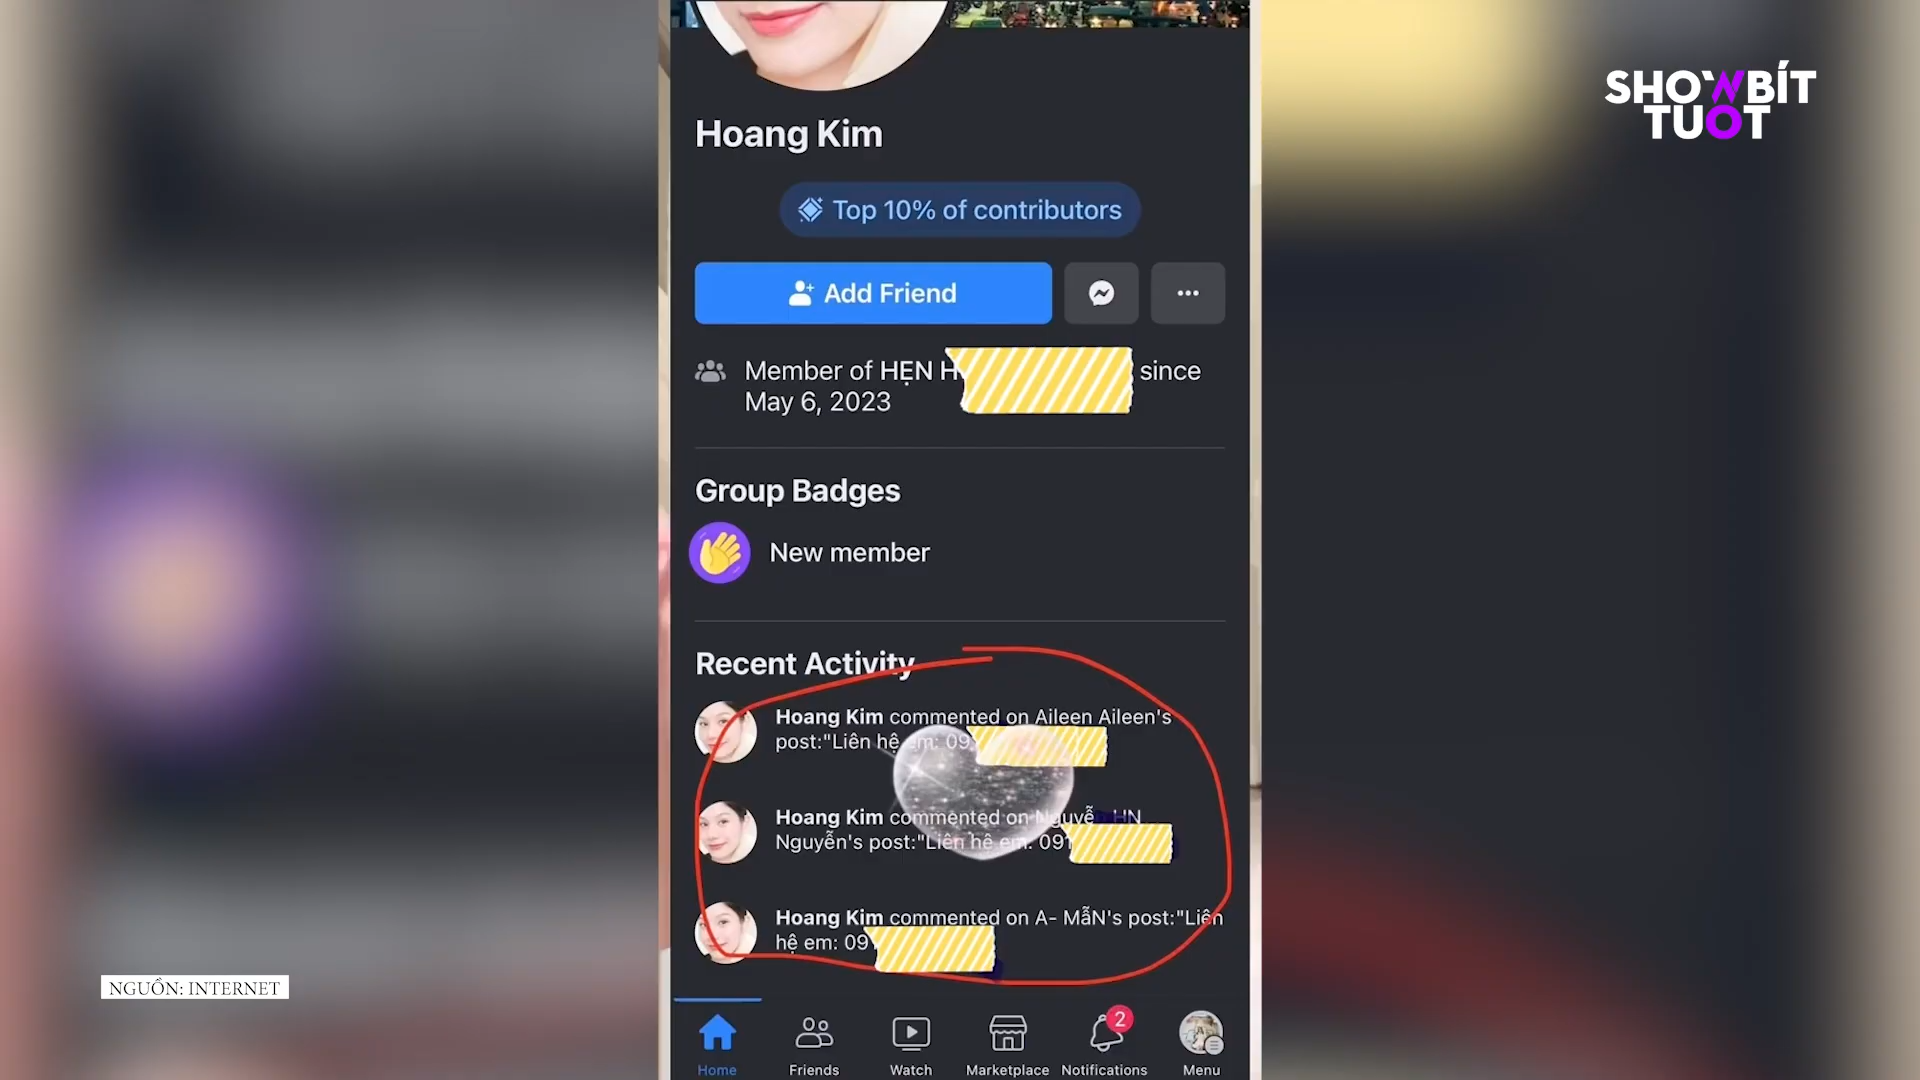 SHOWBÍT
TUOT
Hoang Kim
Top 10% of contributors
Add Friend
Member of HẸN H since
May 6, 2023
Group Badges
New member
Recent Activity
Hoang Kim commented on Aileen Aileen's
post:"Liên hệ em: 09
Hoang Kim commented on Nguyễ HN
Nguyễn's post:"Liên hệ em: 091
Hoang Kim commented on A- MẪN's post:"Liên
hệ em: 09
NGUỒN: INTERNET
2
Home
Friends
Watch
Marketplace
Notifications
Menu